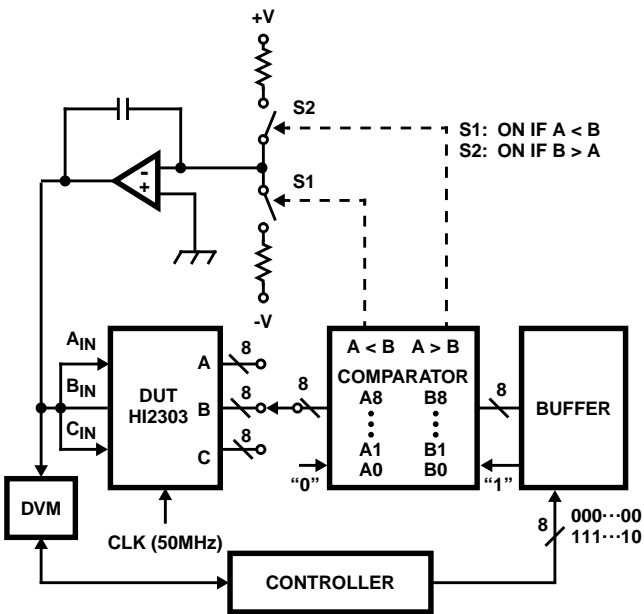 +V
S2
S1: ON IF A < B
S2: ON IF B > A
-
+
S1
-V
AIN
BIN
CIN
DUT
HI2303
A
B
C
8
8
8
8
A < B A > B
COMPARATOR
A8 B8
A1 B1
A0 B0
"0"
"1"
8
BUFFER
DVM
CLK (50MHz)
8
000···00
111···10
CONTROLLER